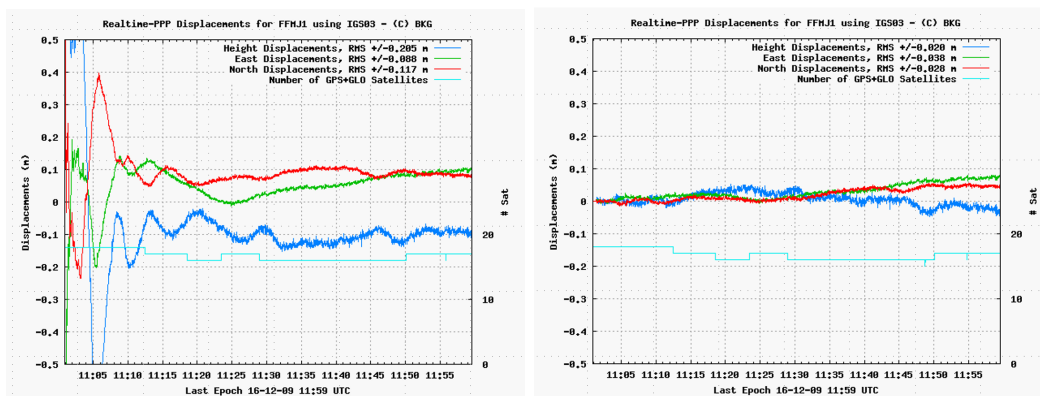 Realtime-PPP Displacements for FFMJ1 using IGS03 - (C) BKG
Height Displacements, RMS +/-0.205 m
East Displacements, RMS +/-0.088 m
North Displacements, RMS +/-0.117 m
Number of GPS+GLO Satellites
0.5
0.4
0.3
0.2
0.1
0
-0.1
-0.2
-0.3
-0.4
-0.5
Displacements (m)
# Sat
20
10
0
11:05 11:10 11:15 11:20 11:25 11:30 11:35 11:40 11:45 11:50 11:55
Last Epoch 16-12-09 11:59 UTC
Realtime-PPP Displacements for FFMJ1 using IGS03 - (C) BKG
Height Displacements, RMS +/-0.020 m
East Displacements, RMS +/-0.038 m
North Displacements, RMS +/-0.028 m
Number of GPS+GLO Satellites
0.5
0.4
0.3
0.2
0.1
0
-0.1
-0.2
-0.3
-0.4
-0.5
Displacements (m)
# Sat
20
10
0
11:05 11:10 11:15 11:20 11:25 11:30 11:35 11:40 11:45 11:50 11:55
Last Epoch 16-12-09 11:59 UTC